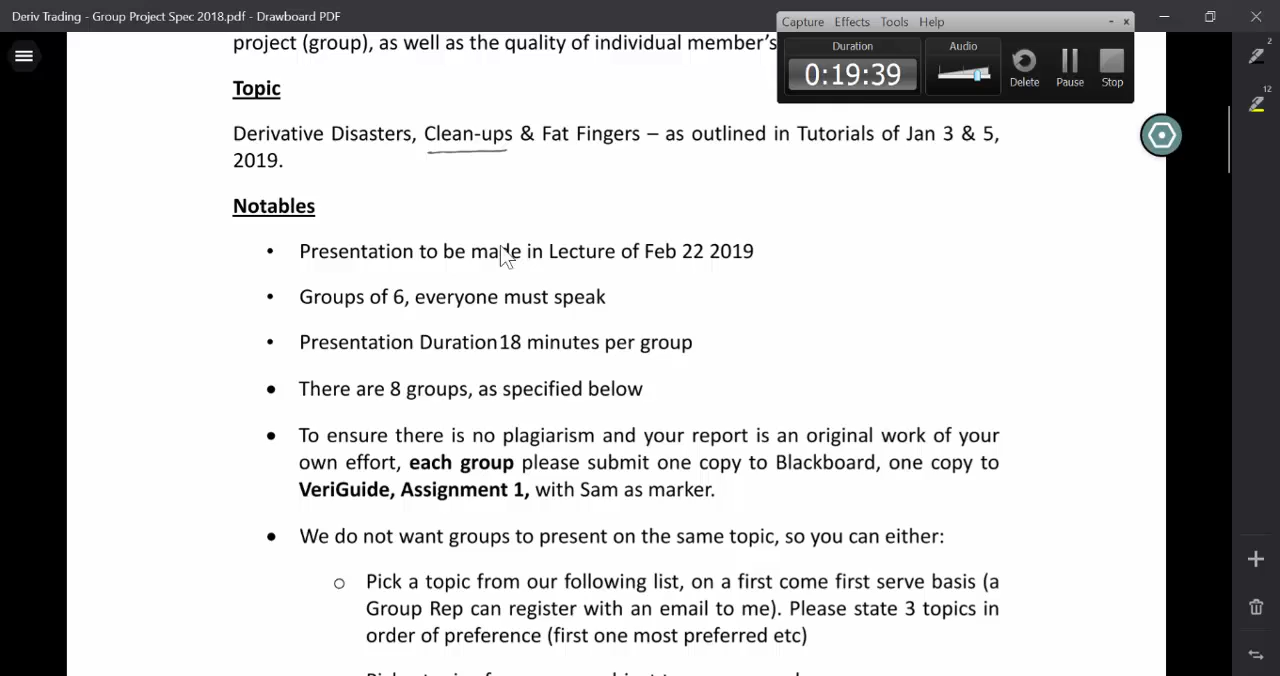 Deriv Trading - Group Project Spec 2018.pdf - Drawboard PDF
Capture Effects Tools Help
Duration
0:19:39
Audio
Delete
Pause
Stop
2
12
project (group), as well as the quality of individual member's
Topic
Derivative Disasters, Clean-ups & Fat Fingers – as outlined in Tutorials of Jan 3 & 5,
2019.
Notables
• Presentation to be made in Lecture of Feb 22 2019
• Groups of 6, everyone must speak
• Presentation Duration18 minutes per group
• There are 8 groups, as specified below
• To ensure there is no plagiarism and your report is an original work of your
own effort, each group please submit one copy to Blackboard, one copy to
VeriGuide, Assignment 1, with Sam as marker.
• We do not want groups to present on the same topic, so you can either:
o Pick a topic from our following list, on a first come first serve basis (a
Group Rep can register with an email to me). Please state 3 topics in
order of preference (first one most preferred etc)